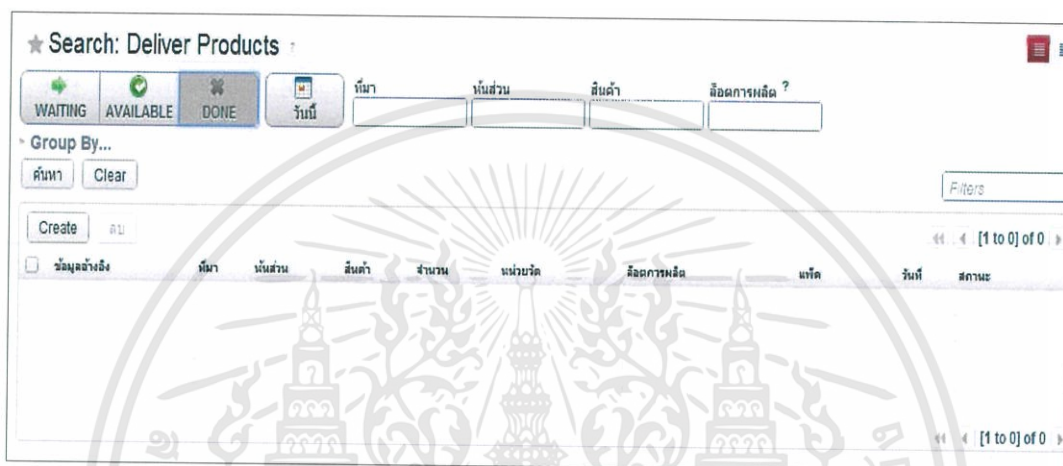 Search: Deliver Products ?
WAITING AVAILABLE DONE วันนี้ ที่มา หุ้นส่วน สินค้า ล็อตการผลิต ?
Group By...
ค้นหา Clear
Filters
Create ลบ
[1 to 0] of 0
ข้อมูลอ้างอิง ที่มา หุ้นส่วน สินค้า จำนวน หน่วยวัด ล็อตการผลิต แพ็ค วันที่ สถานะ
[1 to 0] of 0